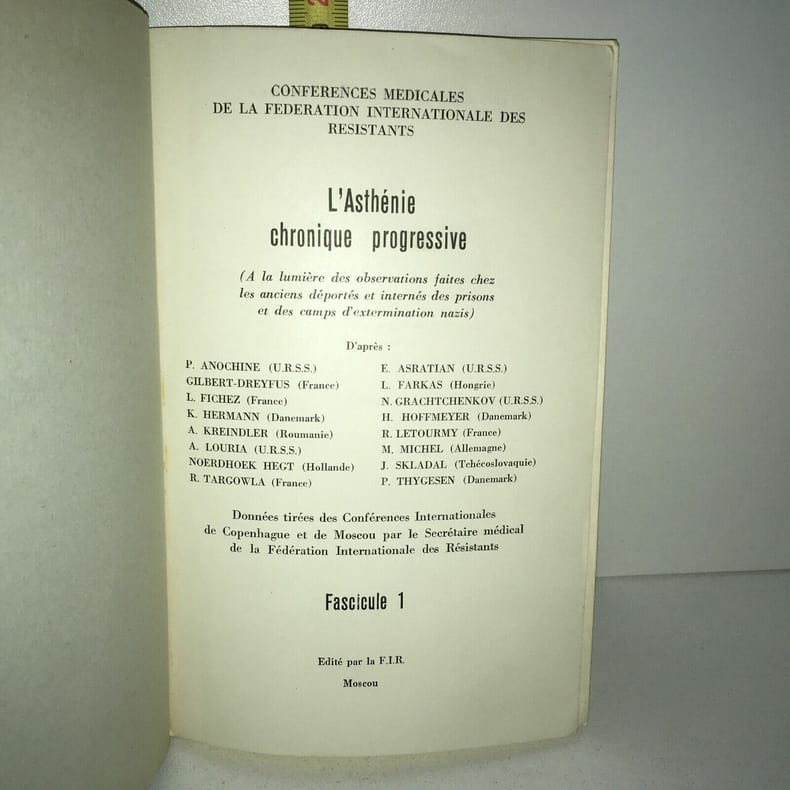 CONFERENCES MEDICALES
DE LA FEDERATION INTERNATIONALE DES
RESISTANTS
L'Asthénie
chronique progressive
(A la lumière des observations faites chez
les anciens déportés et internés des prisons
et des camps d'extermination nazis)
D'après :
P. ANOCHINE (U.R.S.S.)
GILBERT-DREYFUS (France)
L. FICHEZ (France)
K. HERMANN (Danemark)
A. KREINDLER (Roumanie)
A. LOURIA (U.R.S.S.)
NOERDHOEK HEGT (Hollande)
R. TARGOWLA (France)
E. ASRATIAN (U.R.S.S.)
L. FARKAS (Hongrie)
N. GRACHTCHENKOV (U.R.S.S.)
H. HOFFMEYER (Danemark)
R. LETOURMY (France)
M. MICHEL (Allemagne)
J. SKLADAL (Tchécoslovaquie)
P. THYGESEN (Danemark)
Données tirées des Conférences Internationales
de Copenhague et de Moscou par le Secrétaire médical
de la Fédération Internationale des Résistants
Fascicule 1
Edité par la F.I.R.
Moscou